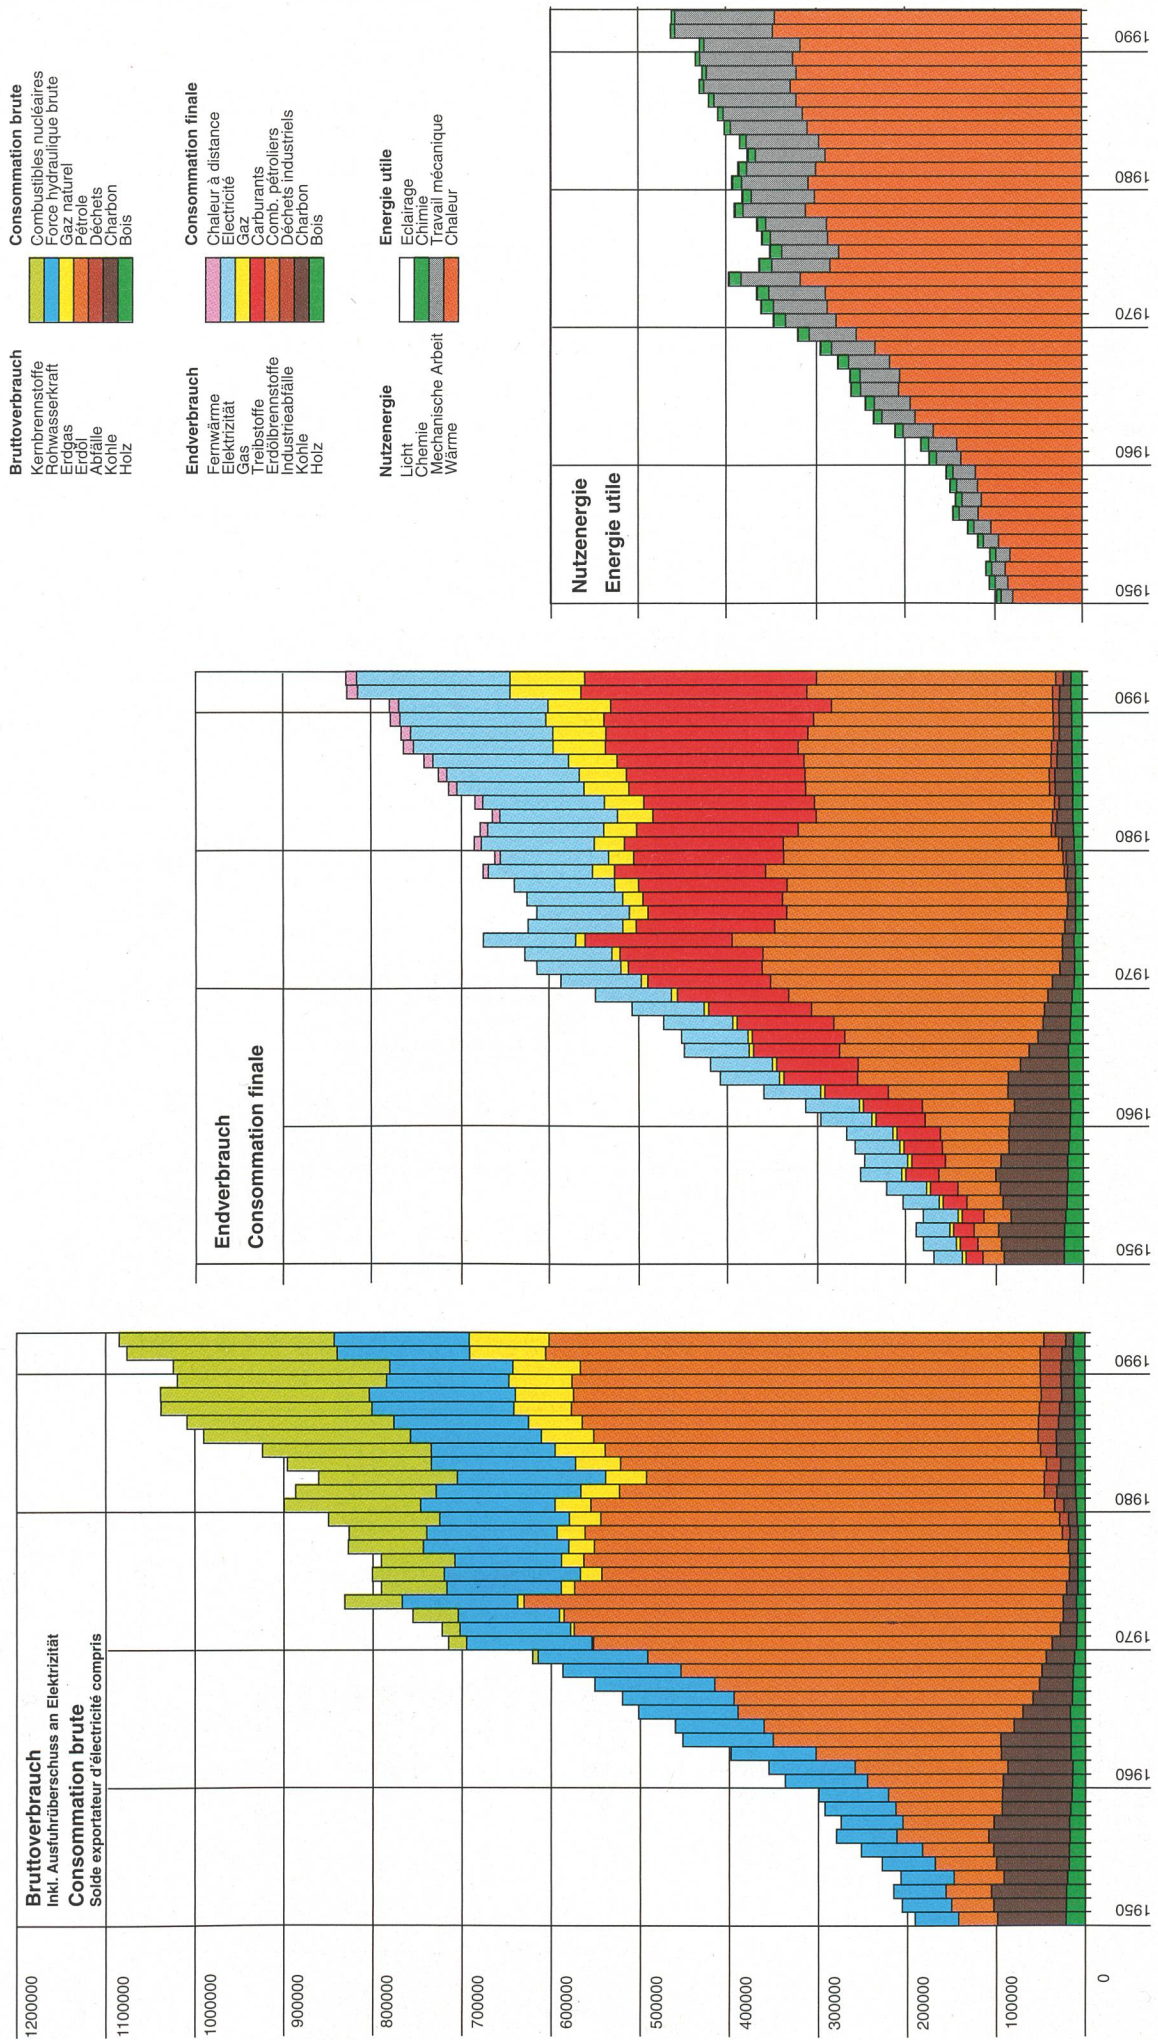 Bruttoverbrauch
Inkl. Ausfuhrüberschuss an Elektrizität
Consommation brute
Solde exportateur d'électricité compris
1200000
1100000
1000000
900000
800000
700000
600000
500000
400000
300000
200000
100000
0
1950
1960
1970
1980
1990
Endverbrauch
Consommation finale
1950
1960
1970
1980
1990
Nutzenergie
Energie utile
1950
1960
1970
1980
1990
Bruttoverbrauch
Kernbrennstoffe
Rohwasserkraft
Erdgas
Erdöl
Abfälle
Kohle
Holz
Consommation brute
Combustibles nucléaires
Force hydraulique brute
Gaz naturel
Pétrole
Déchets
Charbon
Bois
Endverbrauch
Fernwärme
Elektrizität
Gas
Treibstoffe
Erdölbrennstoffe
Industrieabfälle
Kohle
Holz
Consommation finale
Chaleur à distance
Electricité
Gaz
Carburants
Comb. pétroliers
Déchets industriels
Charbon
Bois
Nutzenergie
Licht
Chemie
Mechanische Arbeit
Wärme
Energie utile
Eclairage
Chimie
Travail mécanique
Chaleur